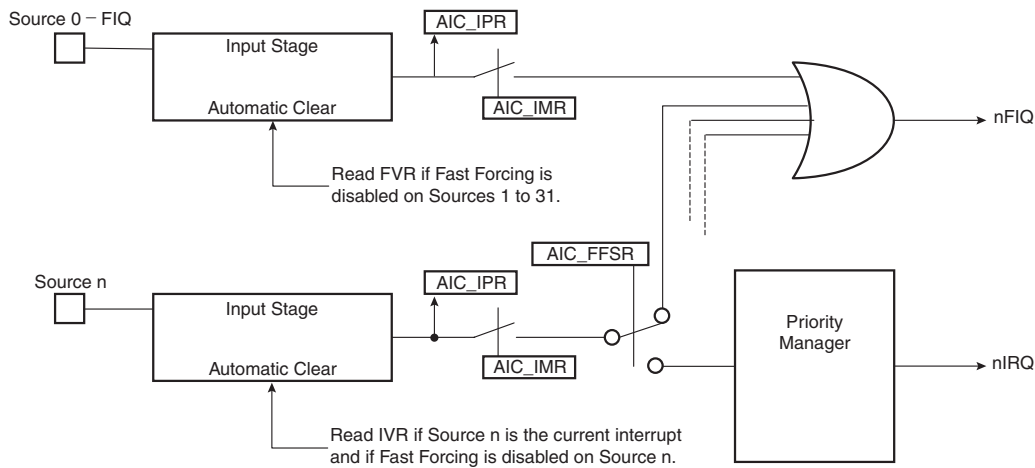 Source 0 – FIQ
AIC_IPR
Input Stage
Automatic Clear
AIC_IMR
nFIQ
Read FVR if Fast Forcing is
disabled on Sources 1 to 31.
AIC_FFSR
Source n
AIC_IPR
Input Stage
Priority
Manager
Automatic Clear
AIC_IMR
nIRQ
Read IVR if Source n is the current interrupt
and if Fast Forcing is disabled on Source n.